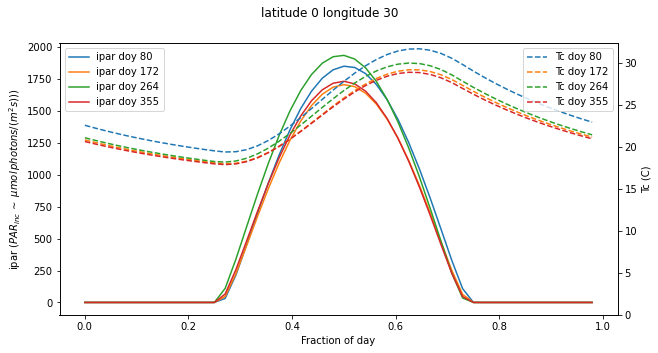 latitude 0 longitude 30
ipar doy 80
ipar doy 172
ipar doy 264
ipar doy 355
Tc doy 80
Tc doy 172
Tc doy 264
Tc doy 355
2000
1750
1500
1250
1000
750
500
250
0
ipar (PAR_inc ~ μmol photons/(m² s)))
30
25
20
15
10
5
0
Tc (C)
0.0 0.2 0.4 0.6 0.8 1.0
Fraction of day